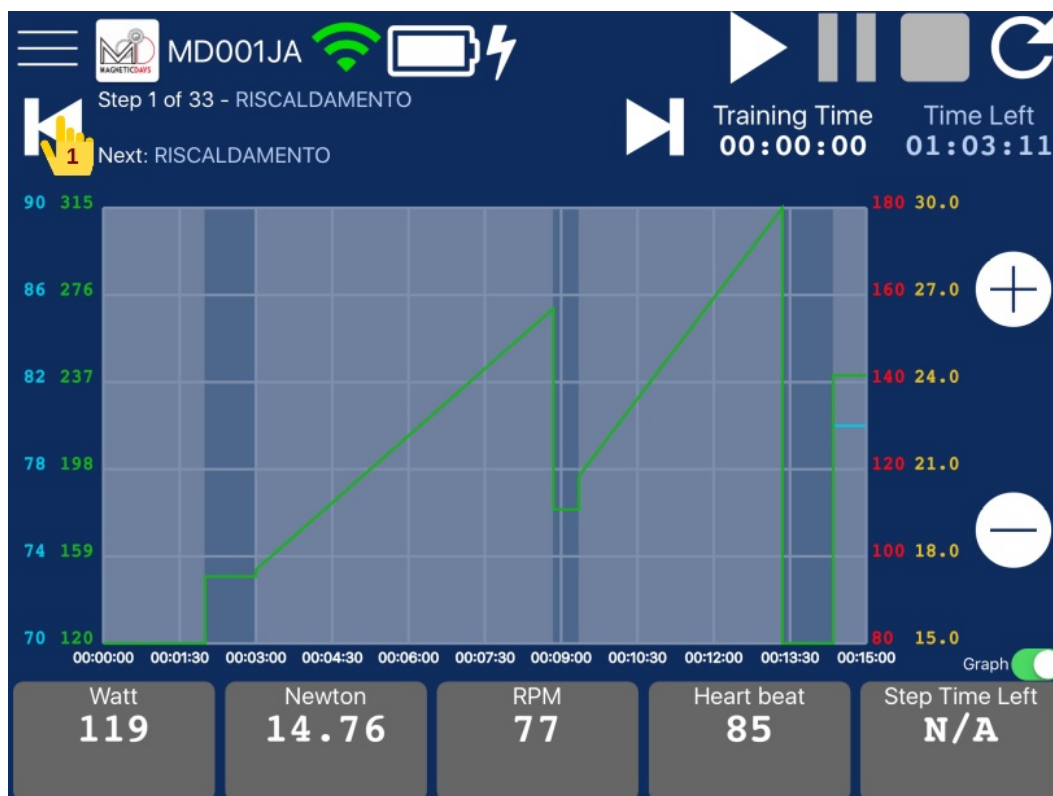 MD001JA
MAGNETICDAYS
Step 1 of 33 - RISCALDAMENTO
Training Time
Time Left
00:00:00
01:03:11
1
Next: RISCALDAMENTO
90 315 180 30.0
86 276 160 27.0
82 237 140 24.0
78 198 120 21.0
74 159 100 18.0
70 120 80 15.0
00:00:00 00:01:30 00:03:00 00:04:30 00:06:00 00:07:30 00:09:00 00:10:30 00:12:00 00:13:30 00:15:00
Graph
Watt
119
Newton
14.76
RPM
77
Heart beat
85
Step Time Left
N/A